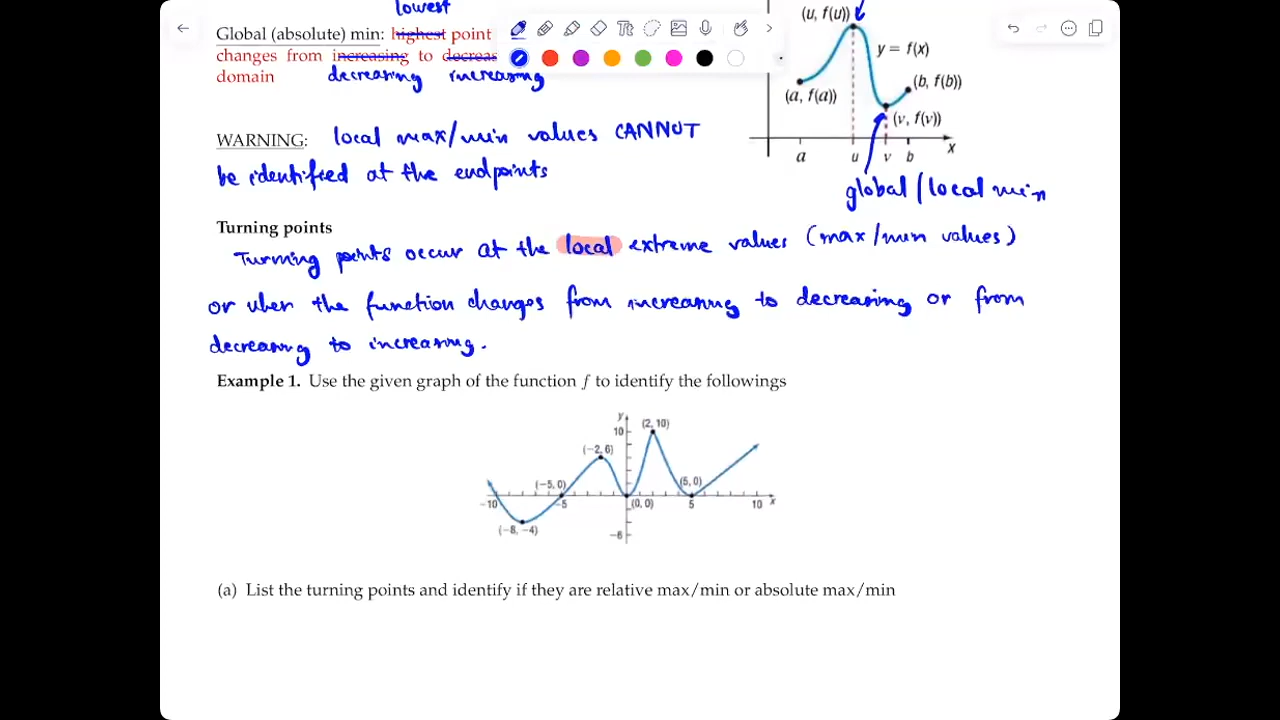 lowest
Global (absolute) min: highest point
changes from increasing to decreas
domain decreasing increasing
(u, f(u))
y = f(x)
(b, f(b))
(a, f(a))
(v, f(v))
a u v b x
global/local min
WARNING: local max/min values CANNOT
be identified at the endpoints
Turning points
Turning points occur at the local extreme values (max/min values)
or when the function changes from increasing to decreasing or from
decreasing to increasing.
Example 1. Use the given graph of the function f to identify the followings
y
(2, 10)
10
(−2, 6)
(−5, 0)
(5, 0)
−10 −5 (0, 0) 5 10 x
(−8, −4)
−6
(a) List the turning points and identify if they are relative max/min or absolute max/min
Tt